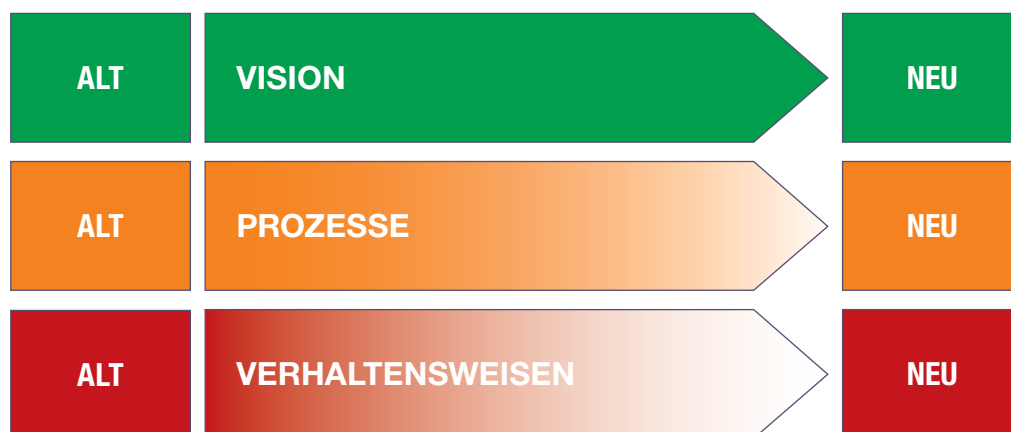 ALT VISION NEU
ALT PROZESSE NEU
ALT VERHALTENSWEISEN NEU